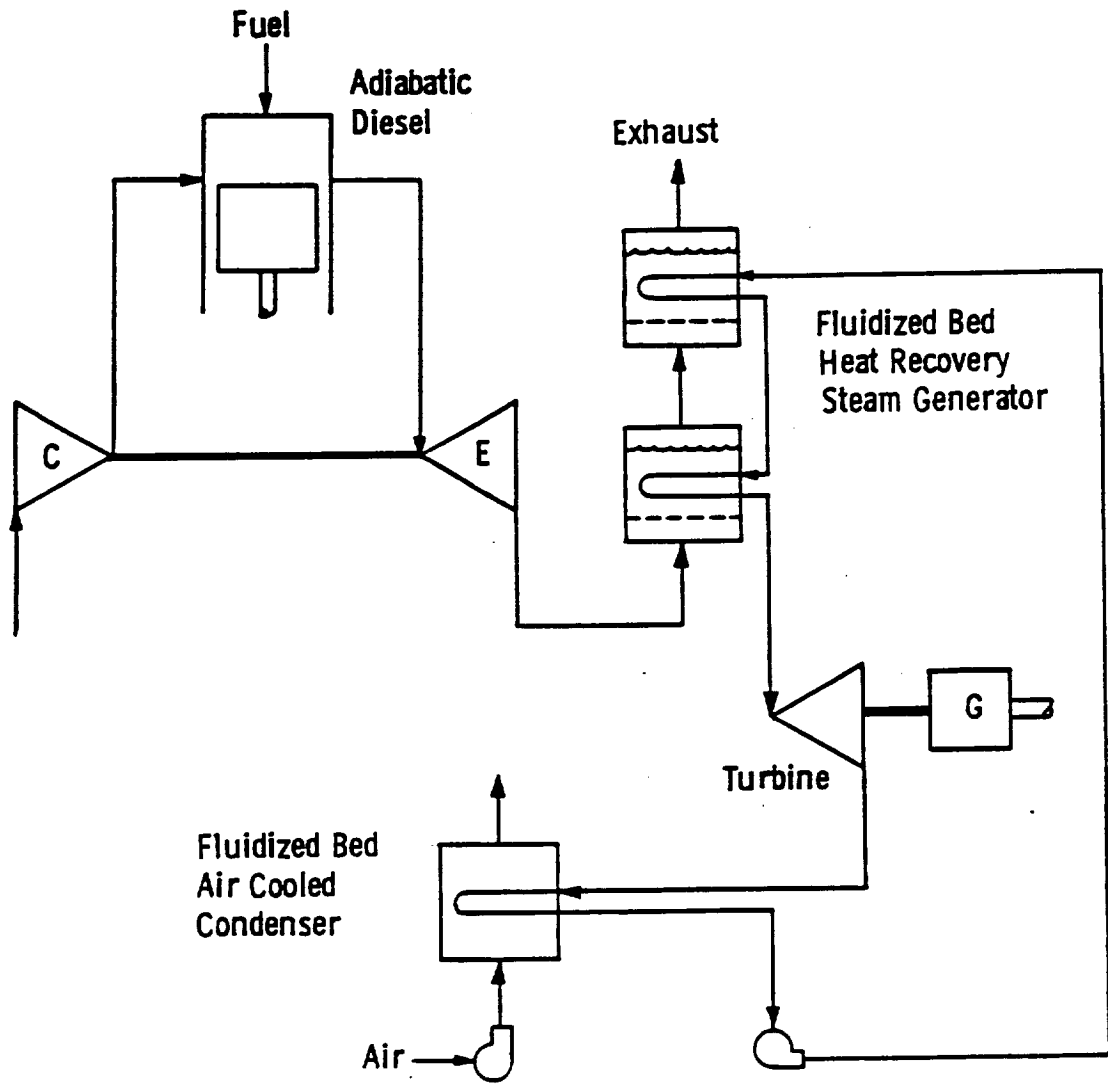 Fuel
Adiabatic
Diesel
Exhaust
Fluidized Bed
Heat Recovery
Steam Generator
C
E
G
Turbine
Fluidized Bed
Air Cooled
Condenser
Air